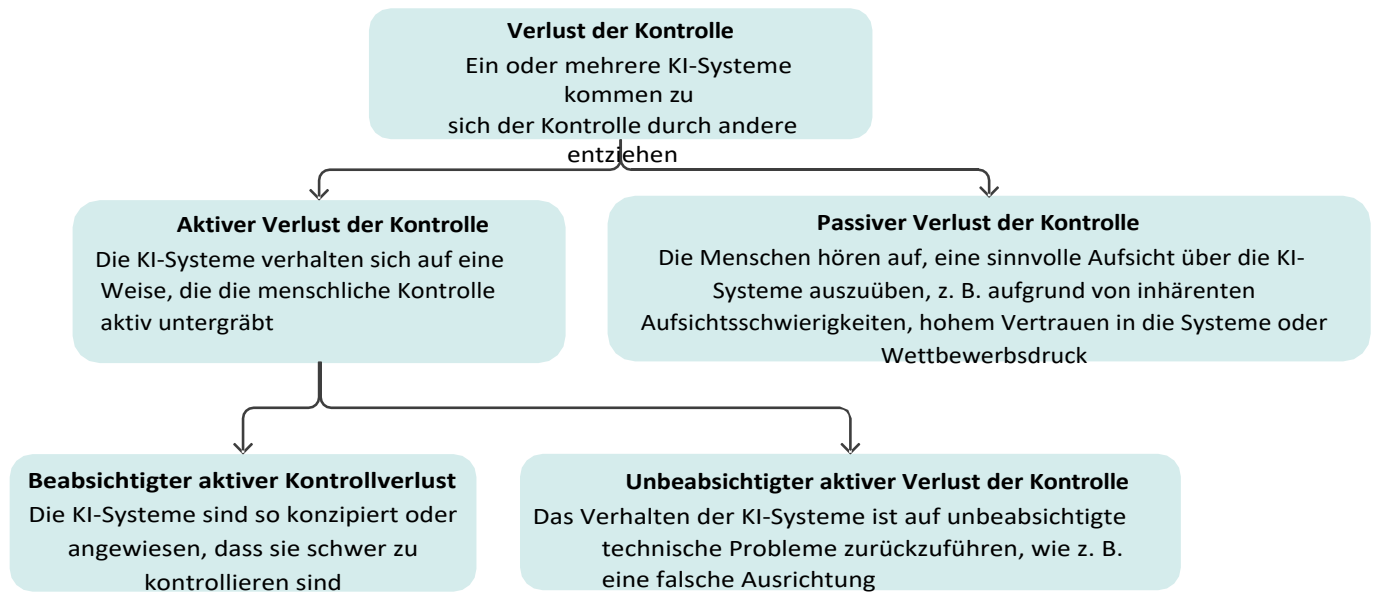 Verlust der Kontrolle
Ein oder mehrere KI-Systeme
kommen zu
sich der Kontrolle durch andere
entziehen
Aktiver Verlust der Kontrolle
Die KI-Systeme verhalten sich auf eine
Weise, die die menschliche Kontrolle
aktiv untergräbt
Passiver Verlust der Kontrolle
Die Menschen hören auf, eine sinnvolle Aufsicht über die KI-
Systeme auszuüben, z. B. aufgrund von inhärenten
Aufsichtsschwierigkeiten, hohem Vertrauen in die Systeme oder
Wettbewerbsdruck
Beabsichtigter aktiver Kontrollverlust
Die KI-Systeme sind so konzipiert oder
angewiesen, dass sie schwer zu
kontrollieren sind
Unbeabsichtigter aktiver Verlust der Kontrolle
Das Verhalten der KI-Systeme ist auf unbeabsichtigte
technische Probleme zurückzuführen, wie z. B.
eine falsche Ausrichtung